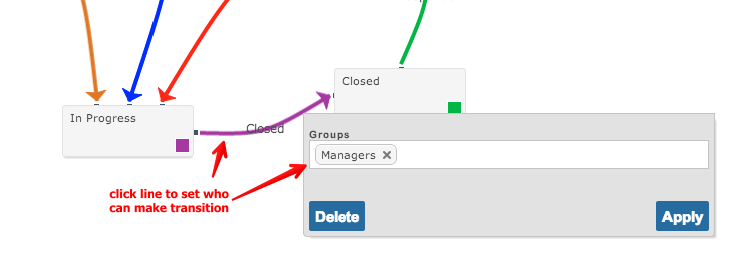 Closed
In Progress
Closed
Groups
Managers
click line to set who
can make transition
Delete
Apply